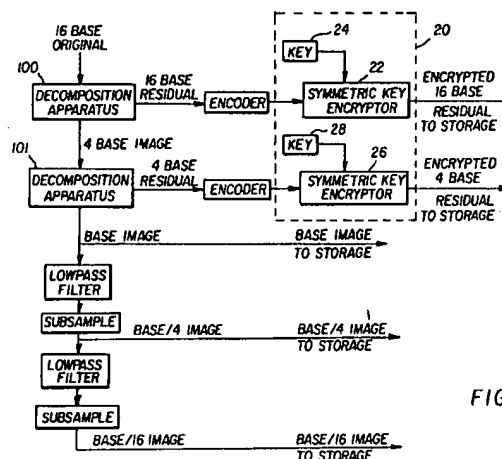 16 BASE
ORIGINAL
100
DECOMPOSITION
APPARATUS
16 BASE
RESIDUAL
ENCODER
24
KEY
22
SYMMETRIC KEY
ENCRYPTOR
20
ENCRYPTED
16 BASE
RESIDUAL
TO STORAGE
4 BASE IMAGE
101
DECOMPOSITION
APPARATUS
4 BASE
RESIDUAL
ENCODER
28
KEY
26
SYMMETRIC KEY
ENCRYPTOR
ENCRYPTED
4 BASE
RESIDUAL
TO STORAGE
BASE IMAGE
BASE IMAGE
TO STORAGE
LOWPASS
FILTER
SUBSAMPLE
BASE/4 IMAGE
BASE/4 IMAGE
TO STORAGE
LOWPASS
FILTER
SUBSAMPLE
BASE/16 IMAGE
BASE/16 IMAGE
TO STORAGE
FIG